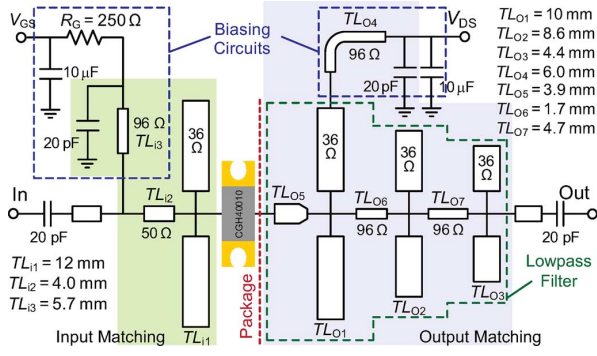 V_GS
R_G = 250Ω
10 μF
20 pF
96 Ω
TL_i3
In
20 pF
TL_i2
50 Ω
36 Ω
TL_i1
TL_i1 = 12 mm
TL_i2 = 4.0 mm
TL_i3 = 5.7 mm
Input Matching
Biasing
Circuits
CGH40010
Package
TL_O4
96 Ω
V_DS
20 pF
10 μF
36 Ω
36 Ω
36 Ω
TL_O5
TL_O6
96 Ω
TL_O7
96 Ω
TL_O1
TL_O2
TL_O3
Out
20 pF
Lowpass
Filter
Output Matching
TL_O1 = 10 mm
TL_O2 = 8.6 mm
TL_O3 = 4.4 mm
TL_O4 = 6.0 mm
TL_O5 = 3.9 mm
TL_O6 = 1.7 mm
TL_O7 = 4.7 mm